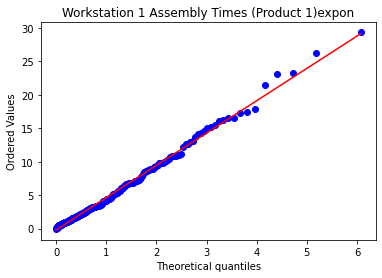 Workstation 1 Assembly Times (Product 1)expon
30
25
20
15
10
5
0
Ordered Values
0 1 2 3 4 5 6
Theoretical quantiles